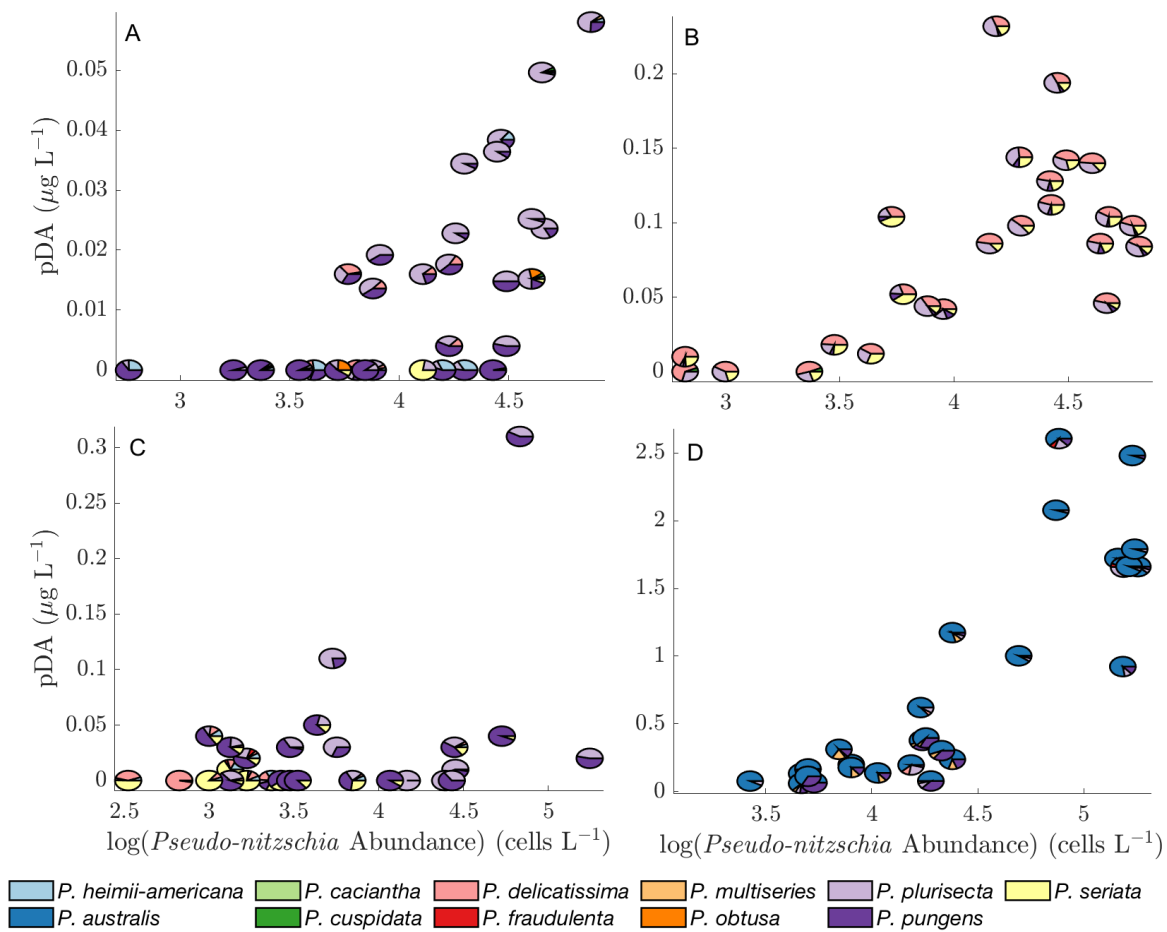 A
B
pDA (μg L⁻¹)
0.05
0.04
0.03
0.02
0.01
0
3
3.5
4
4.5
0.2
0.15
0.1
0.05
0
3
3.5
4
4.5
C
D
pDA (μg L⁻¹)
0.3
0.25
0.2
0.15
0.1
0.05
0
2.5
3
3.5
4
4.5
5
2.5
2
1.5
1
0.5
0
3.5
4
4.5
5
log(Pseudo-nitzschia Abundance) (cells L⁻¹)
log(Pseudo-nitzschia Abundance) (cells L⁻¹)
P. heimii-americana
P. caciantha
P. delicatissima
P. multiseries
P. plurisecta
P. seriata
P. australis
P. cuspidata
P. fraudulenta
P. obtusa
P. pungens